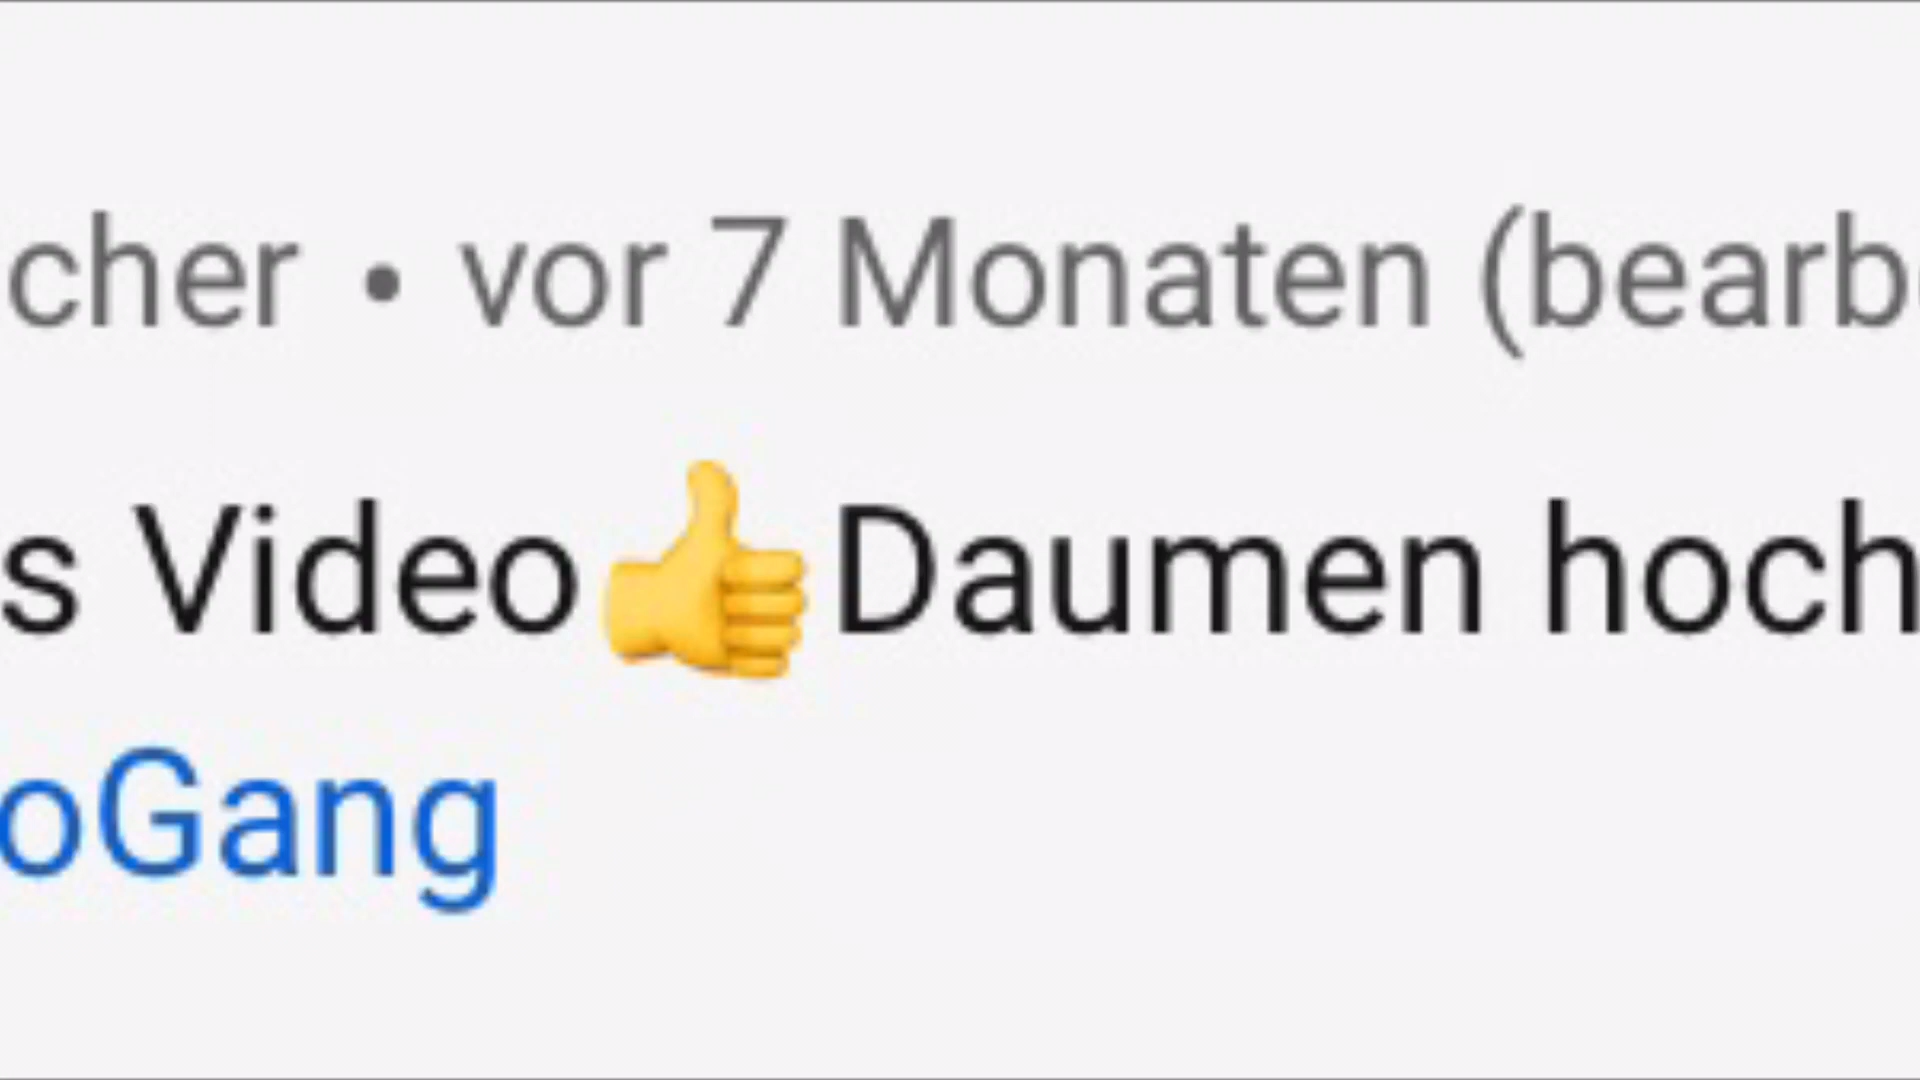 cher • vor 7 Monaten (bearb
s Video👍Daumen hoch
oGang